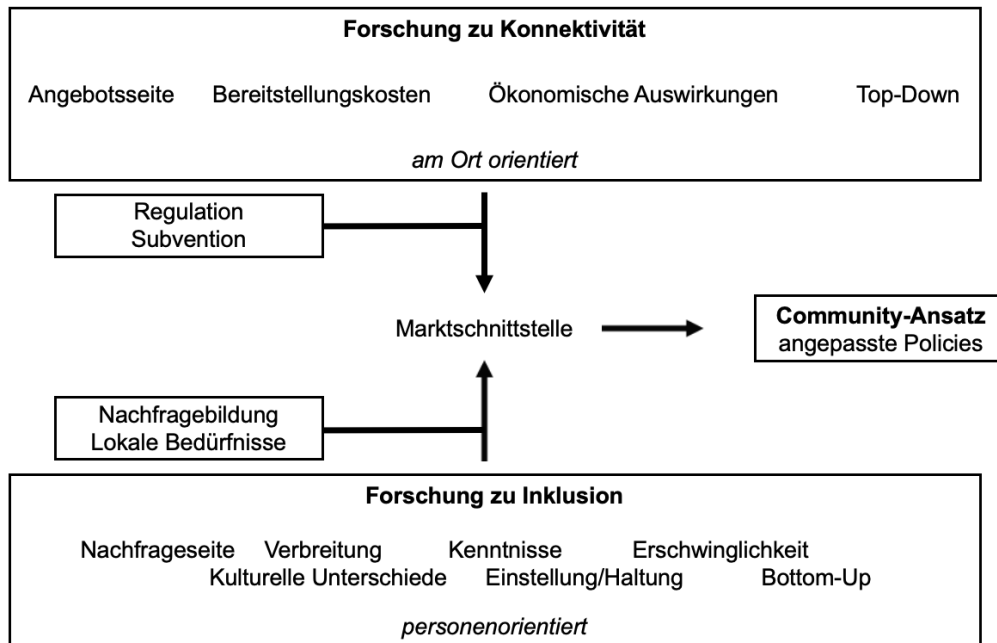 Forschung zu Konnektivität
Angebotsseite Bereitstellungskosten Ökonomische Auswirkungen Top-Down
am Ort orientiert
Regulation
Subvention
Marktschnittstelle
Community-Ansatz
angepasste Policies
Nachfragebildung
Lokale Bedürfnisse
Forschung zu Inklusion
Nachfrageseite Verbreitung Kenntnisse Erschwinglichkeit
Kulturelle Unterschiede Einstellung/Haltung Bottom-Up
personenorientiert